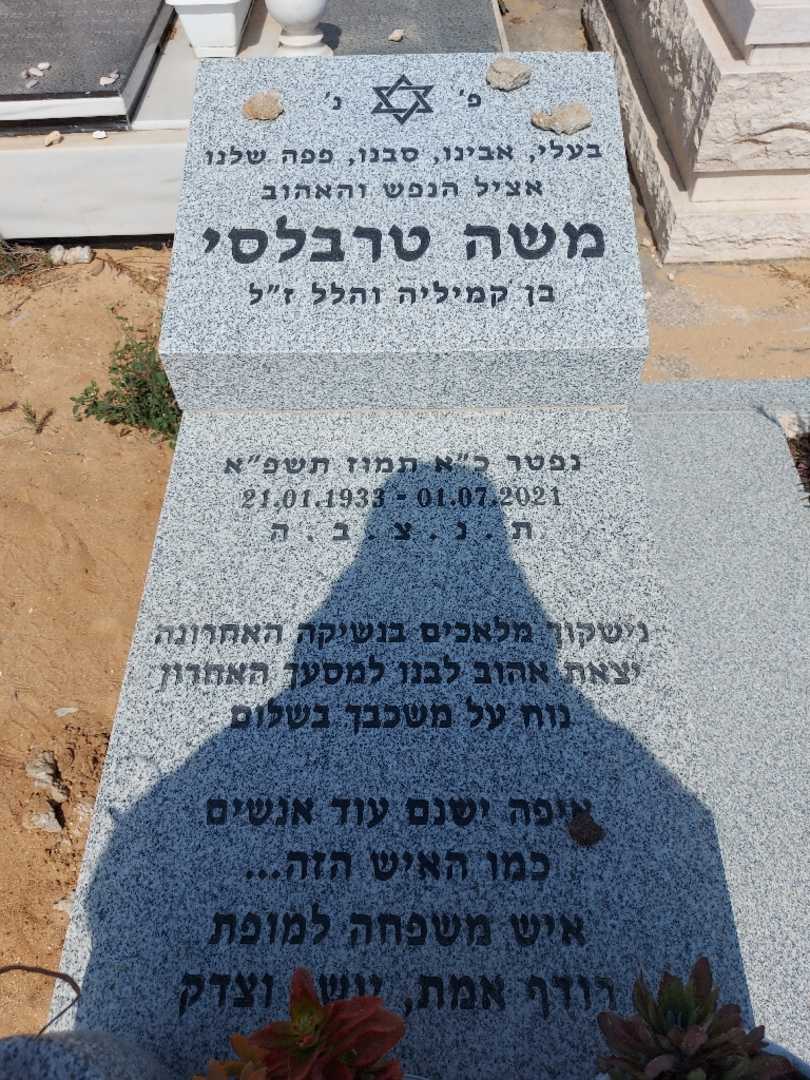 פ' נ'
בעלי, אבינו, סבנו, פפה שלנו
אציל הנפש והאהוב
משה טרבלסי
בן קמיליה והלל ז"ל
נפטר כ"א תמוז תשפ"א
21.01.1933 - 01.07.2021
ת . נ . צ . ב . ה
נישקוך מלאכים בנשיקה האחרונה
יצאת אהוב לבנו למסעך האחרון
נוח על משכבך בשלום
איפה ישנם עוד אנשים
כמו האיש הזה...
איש משפחה למופת
רודף אמת, יושר וצדק